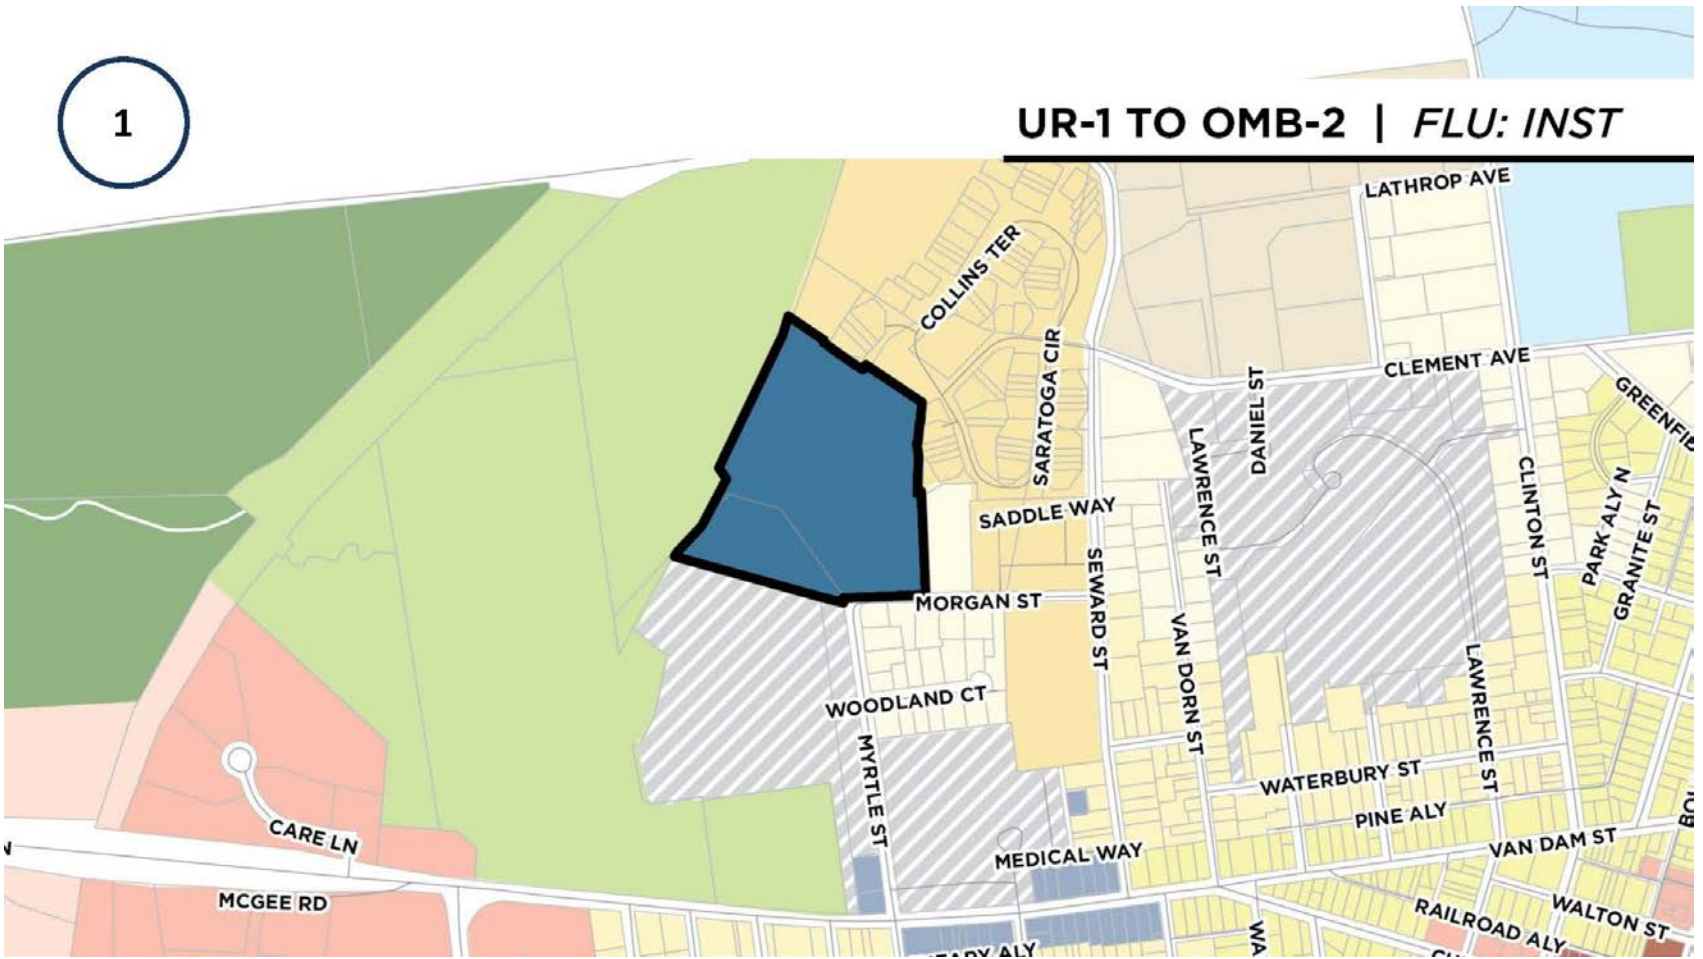 1
UR-1 TO OMB-2 | FLU: INST
LATHROP AVE
COLLINS TER
SARATOGA CIR
CLEMENT AVE
DANIEL ST
LAWRENCE ST
CLINTON ST
PARK ALY N
GRANITE ST
SADDLE WAY
SEWARD ST
MORGAN ST
VAN DORN ST
LAWRENCE ST
WOODLAND CT
MYRTLE ST
WATERBURY ST
PINE ALY
CARE LN
MEDICAL WAY
VAN DAM ST
MCGEE RD
RAILROAD ALY
WALTON ST